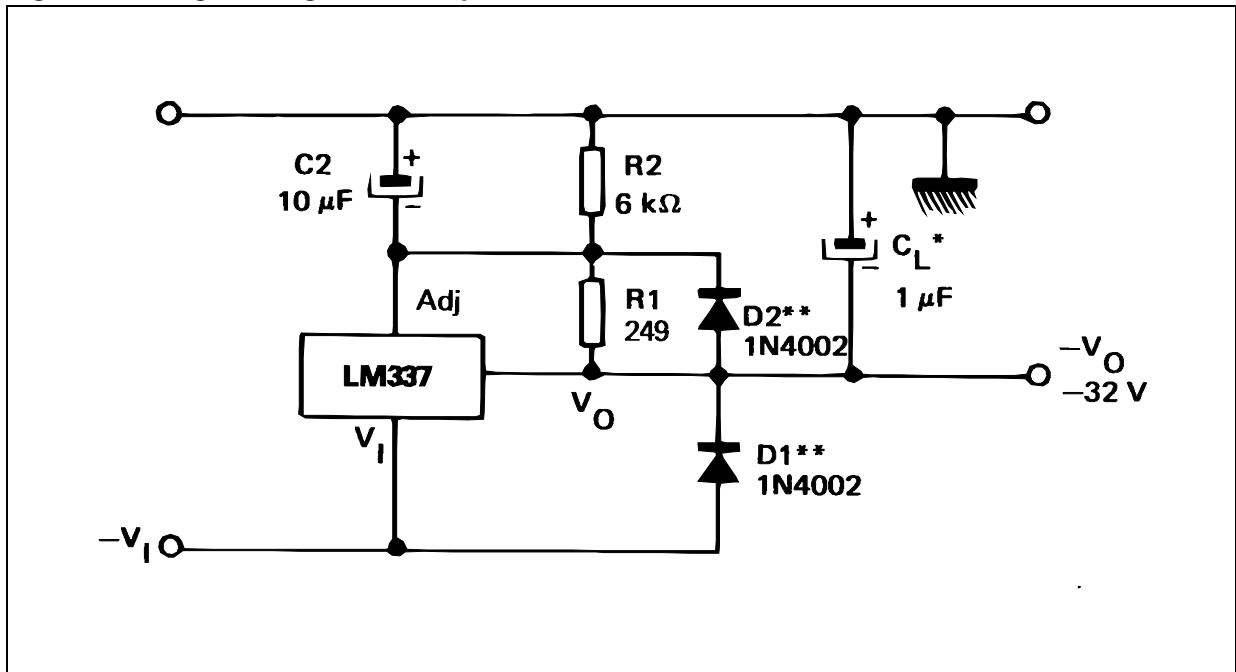 C2
10 μF
+
−
R2
6 kΩ
+
−
C_L*
1 μF
Adj
R1
249
D2**
1N4002
LM337
V_O
V_I
−V_O
−32 V
D1**
1N4002
−V_I